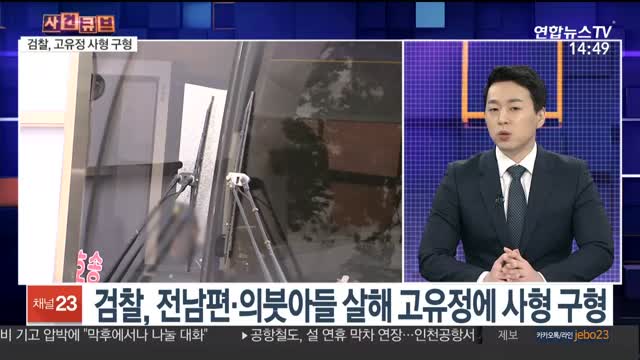 사건큐브
검찰, 고유정 사형 구형
연합뉴스TV
14:49
호송
채널 23
검찰, 전남편·의붓아들 살해 고유정에 사형 구형
비 기고 압박에 "막후에서나 나눌 대화" ▶공항철도, 설 연휴 막차 연장…인천공항서
제보 카카오톡/라인 jebo23